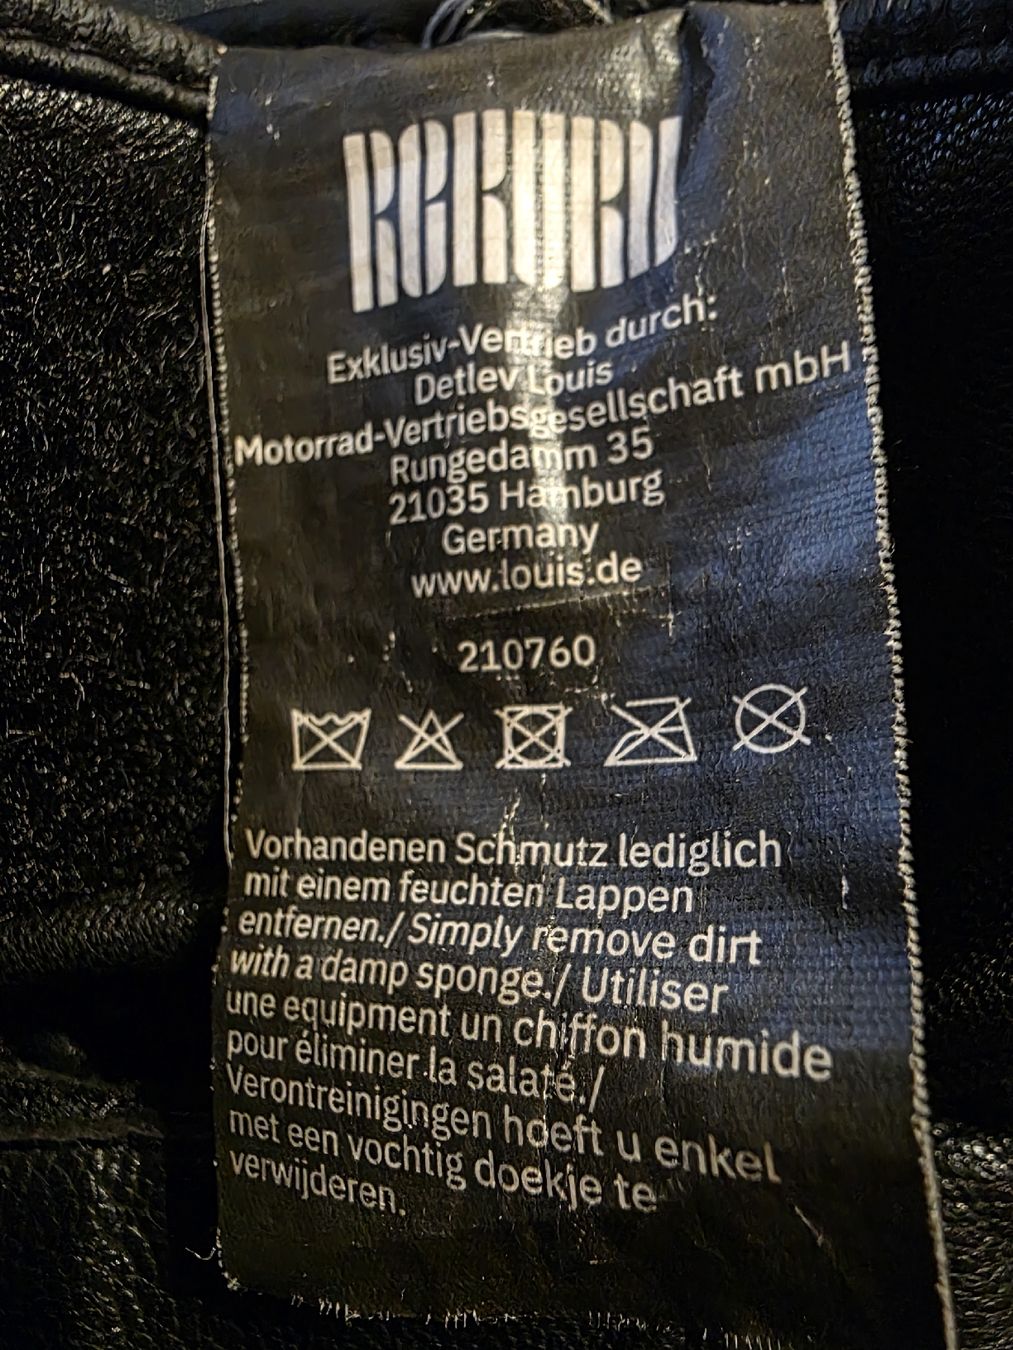 RCKURD
Exklusiv-Vertrieb durch:
Detlev Louis
Motorrad-Vertriebsgesellschaft mbH
Rungedamm 35
21035 Hamburg
Germany
www.louis.de
210760
Vorhandenen Schmutz lediglich
mit einem feuchten Lappen
entfernen./ Simply remove dirt
with a damp sponge./ Utiliser
une equipment un chiffon humide
pour éliminer la salaté./
Verontreinigingen hoeft u enkel
met een vochtig doekje te
verwijderen.